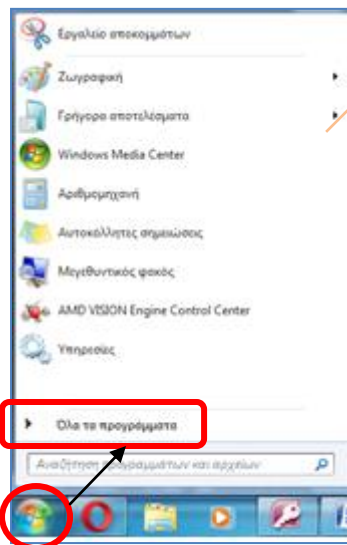 Εργαλείο αποκομμάτων
Ζωγραφική
Γρήγορα αποτελέσματα
Windows Media Center
Αριθμομηχανή
Αυτοκόλλητες σημειώσεις
Μεγεθυντικός φακός
AMD VISION Engine Control Center
Υπηρεσίες
Όλα τα προγράμματα
Αναζήτηση προγραμμάτων και αρχείων